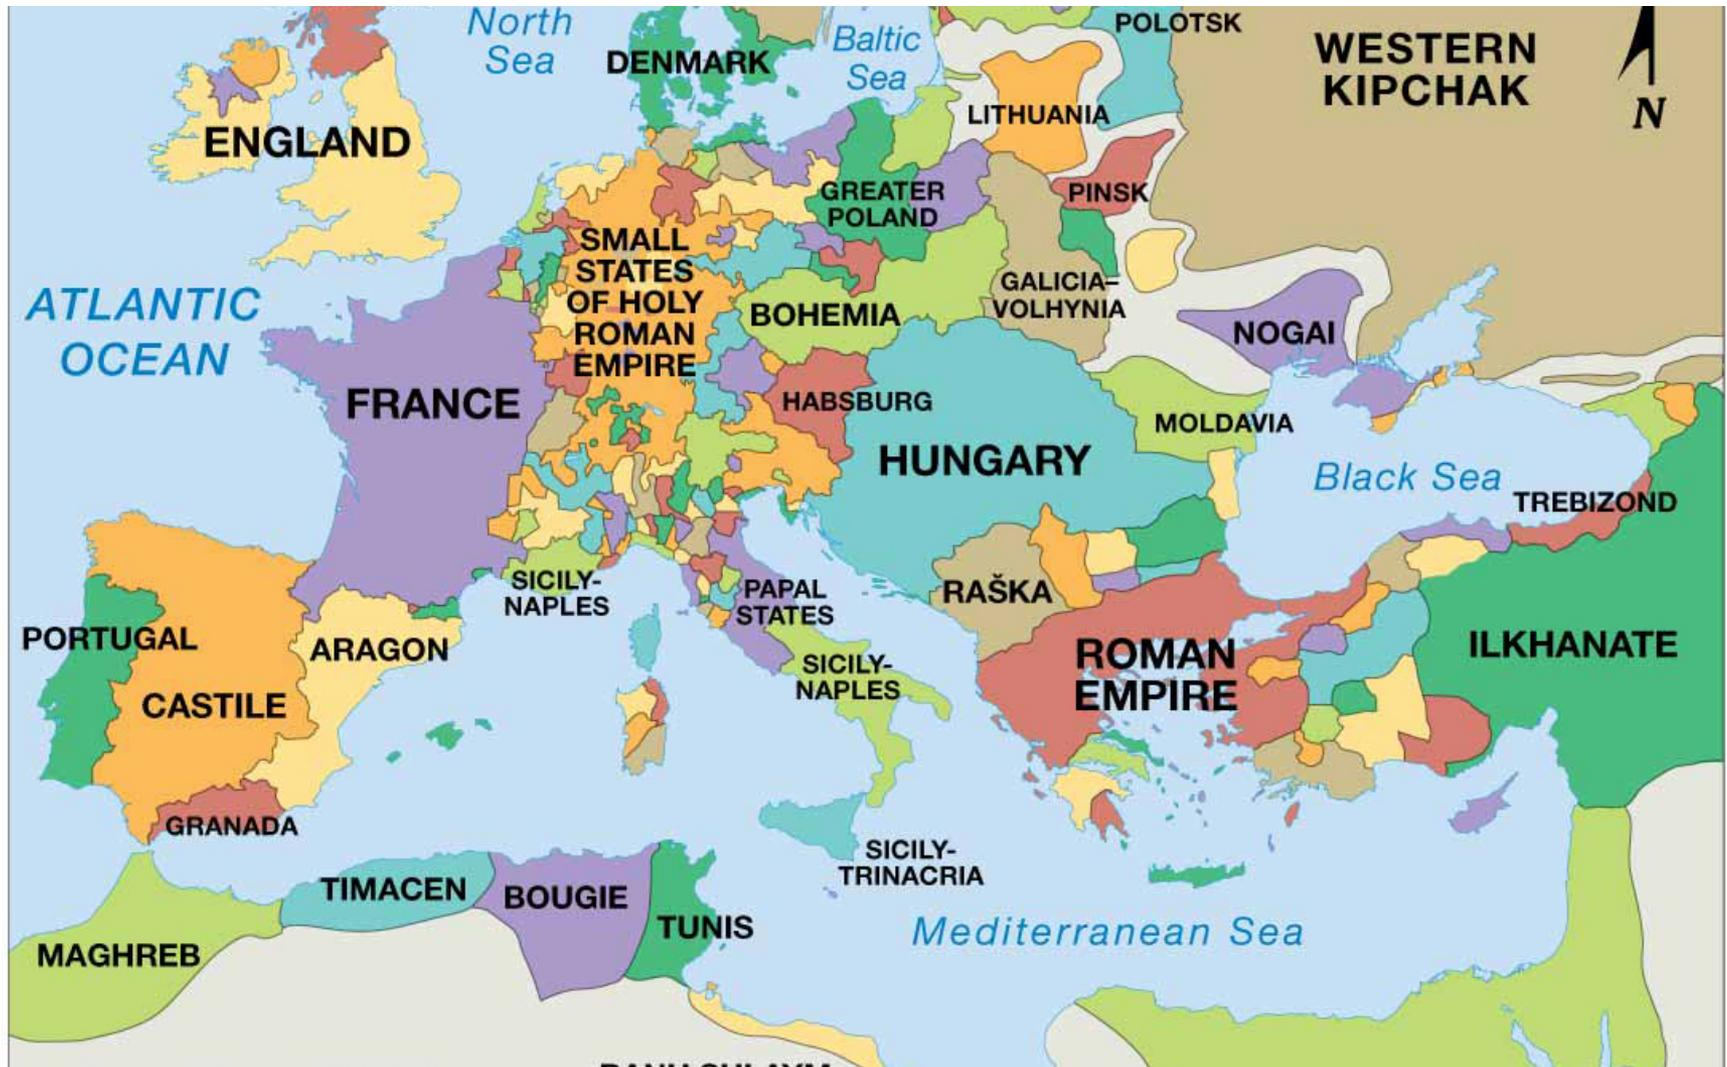 North
Sea
DENMARK
Baltic
Sea
POLOTSK
WESTERN
KIPCHAK
N
LITHUANIA
ENGLAND
PINSK
GREATER
POLAND
SMALL
STATES
OF HOLY
ROMAN
EMPIRE
GALICIA–
VOLHYNIA
ATLANTIC
OCEAN
BOHEMIA
NOGAI
FRANCE
HABSBURG
MOLDAVIA
HUNGARY
Black Sea
TREBIZOND
SICILY-
NAPLES
PAPAL
STATES
RAŠKA
PORTUGAL
ARAGON
ROMAN
EMPIRE
ILKHANATE
SICILY-
NAPLES
CASTILE
GRANADA
SICILY-
TRINACRIA
TIMACEN
BOUGIE
TUNIS
Mediterranean Sea
MAGHREB